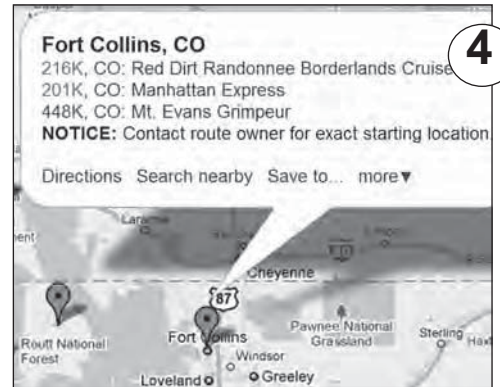 4
Fort Collins, CO
216K, CO: Red Dirt Randonnee Borderlands Cruise
201K, CO: Manhattan Express
448K, CO: Mt. Evans Grimpeur
NOTICE: Contact route owner for exact starting location.
Directions Search nearby Save to... more▼
Laramie
Cheyenne
87
Routt National
Forest
Fort Collins
Pawnee National
Grassland
Sterling
Windsor
Loveland
Greeley